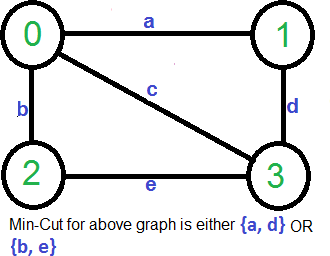 0 a 1
b c d
2 e 3
Min-Cut for above graph is either {a, d} OR
{b, e}